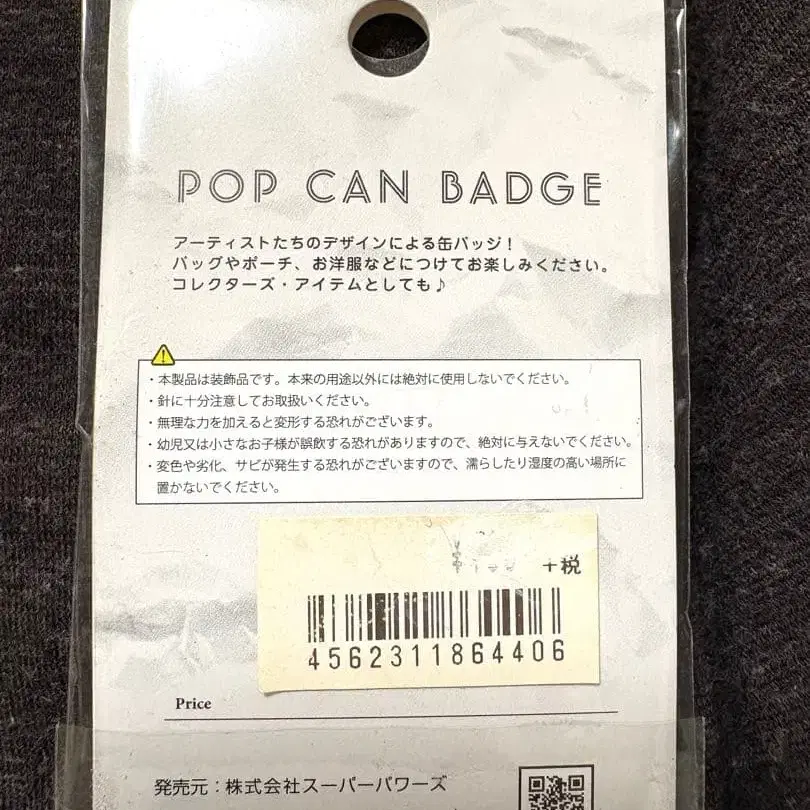 POP CAN BADGE
アーティストたちのデザインによる缶バッジ！
バッグやポーチ、お洋服などにつけてお楽しみください。
コレクターズ・アイテムとしても♪
・本製品は装飾品です。本来の用途以外には絶対に使用しないでください。
・針に十分注意してお取扱いください。
・無理な力を加えると変形する恐れがございます。
・幼児又は小さなお子様が誤飲する恐れがありますので、絶対に与えないでください。
・変色や劣化、サビが発生する恐れがございますので、濡らしたり湿度の高い場所に
置かないでください。
+税
4562311864406
Price
発売元：株式会社スーパーパワーズ